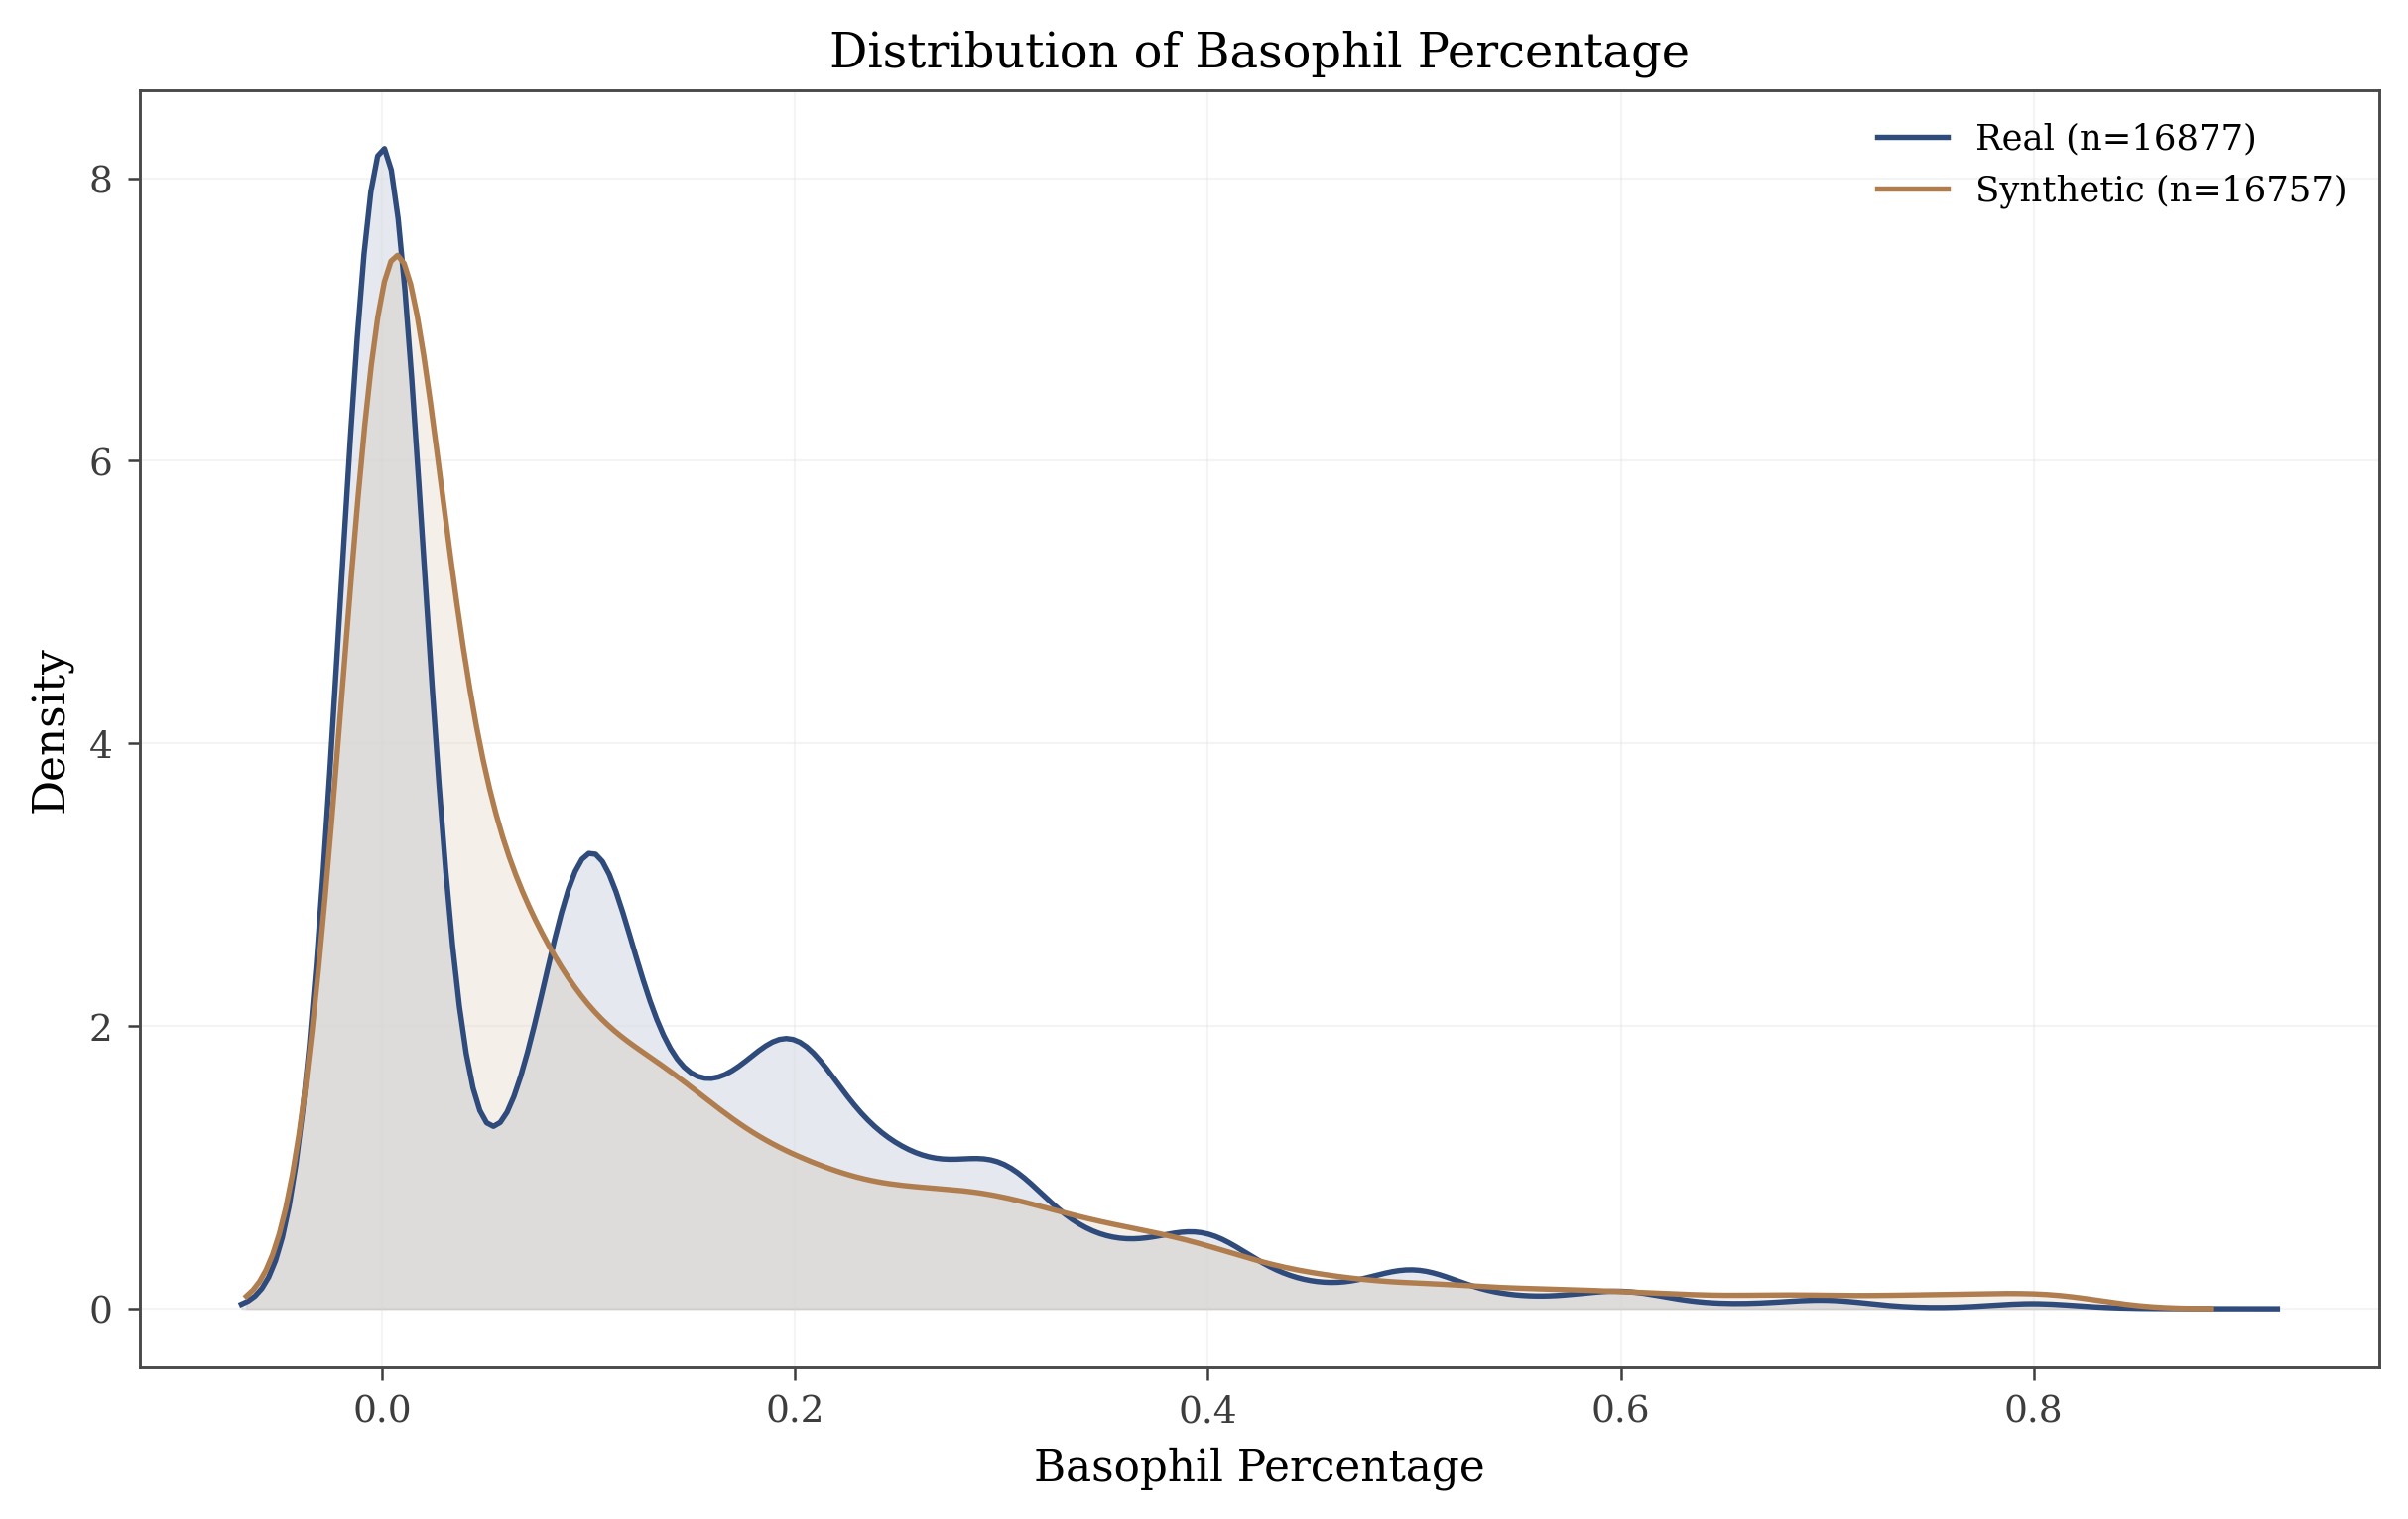 Distribution of Basophil Percentage
Real (n=16877)
Synthetic (n=16757)
Density
8
6
4
2
0
0.0 0.2 0.4 0.6 0.8
Basophil Percentage